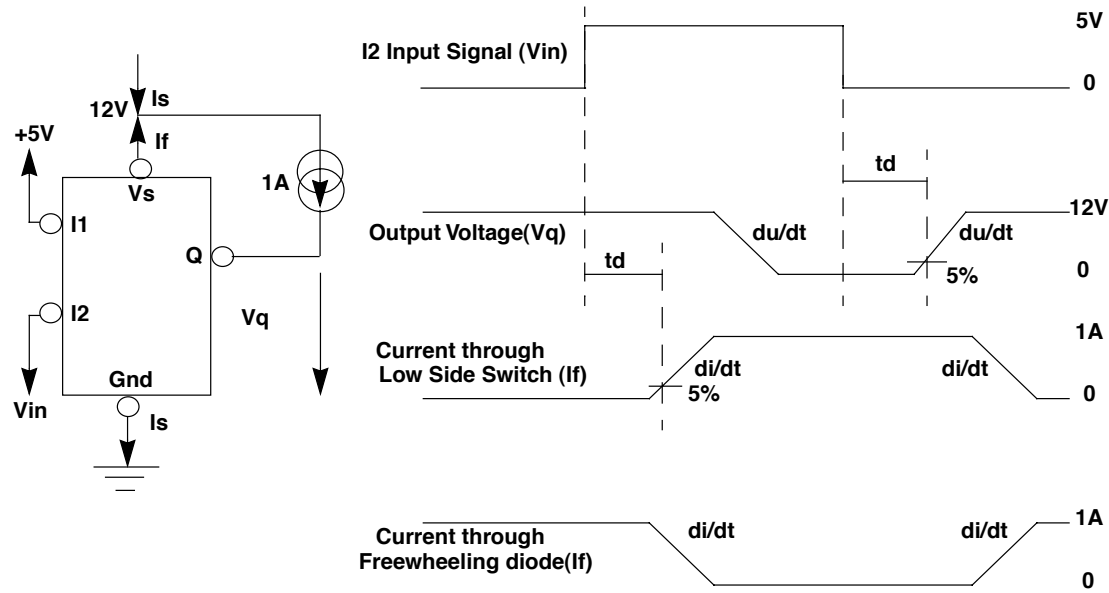 12V
Is
If
+5V
Vs
1A
I1
Q
I2
Vq
Gnd
Vin
Is
I2 Input Signal (Vin)
5V
0
td
Output Voltage(Vq)
du/dt
du/dt
12V
0
td
5%
Current through
Low Side Switch (If)
di/dt
di/dt
1A
0
5%
Current through
Freewheeling diode(If)
di/dt
di/dt
1A
0